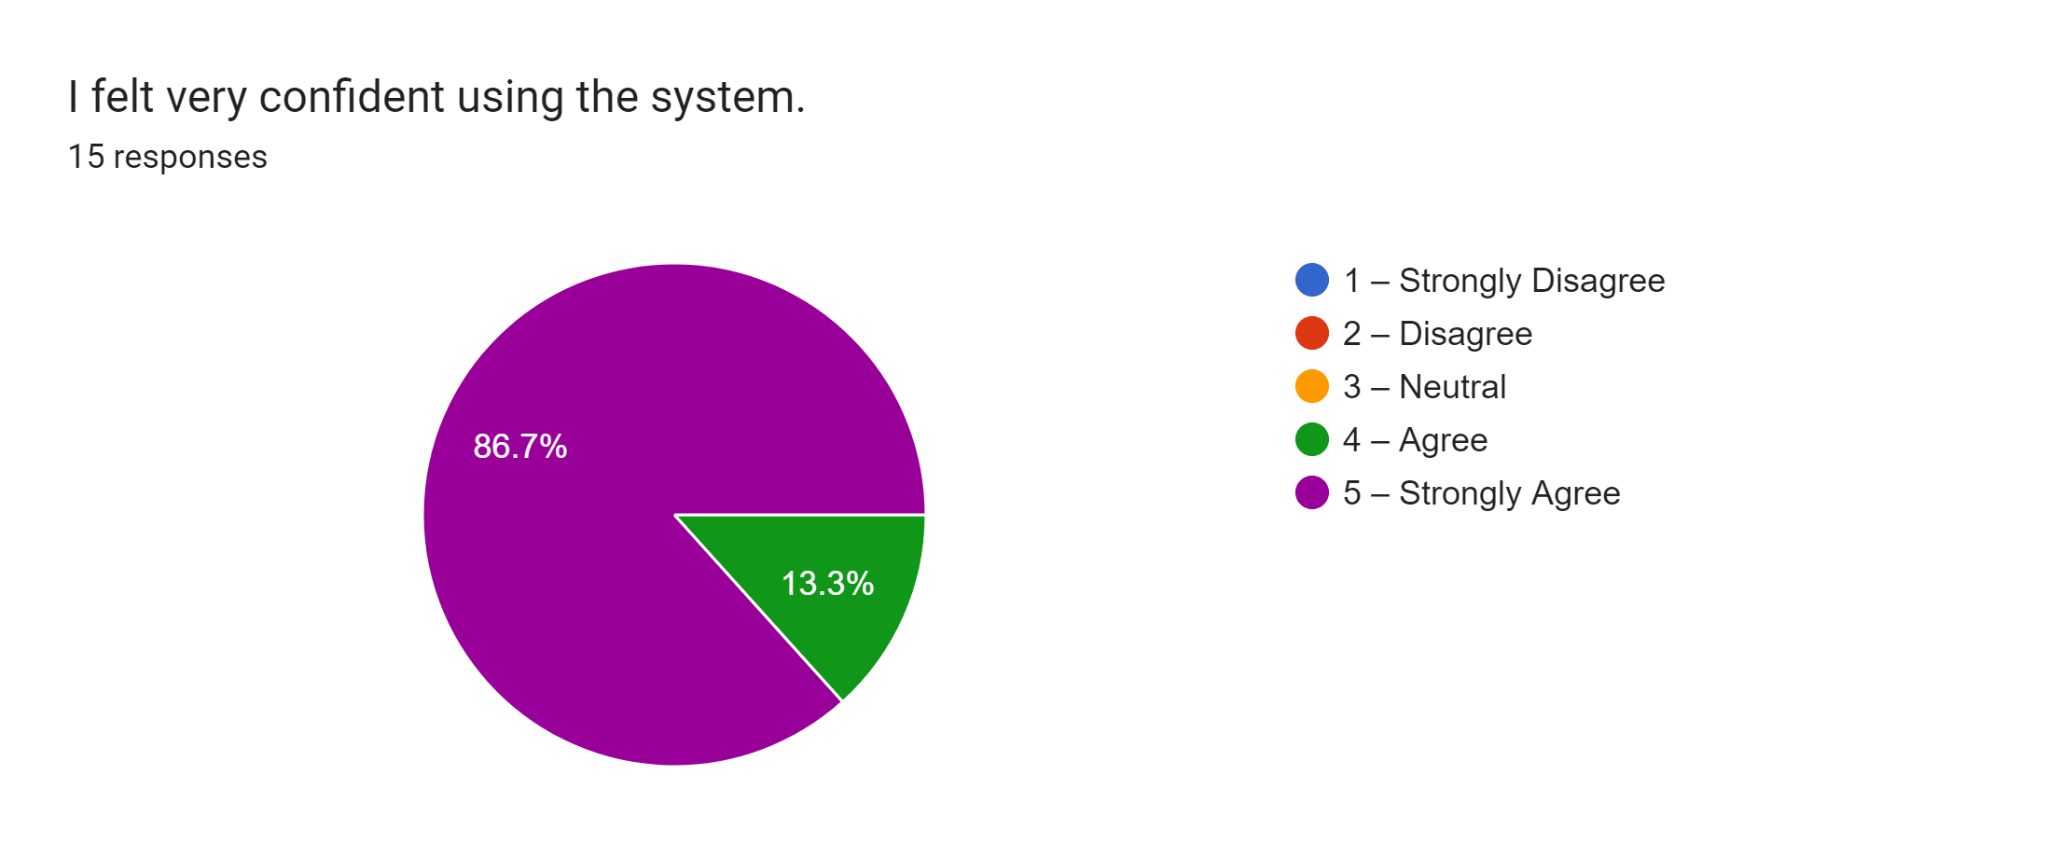 I felt very confident using the system.
15 responses
86.7%
13.3%
1 – Strongly Disagree
2 – Disagree
3 – Neutral
4 – Agree
5 – Strongly Agree